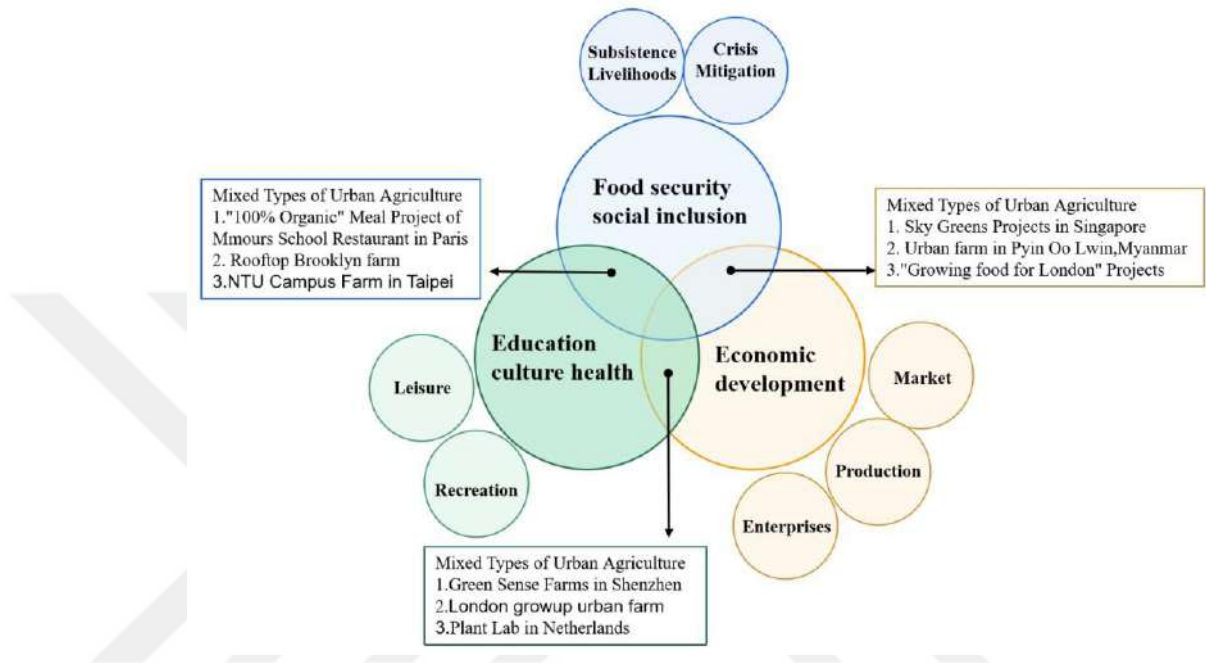 Subsistence
Livelihoods
Crisis
Mitigation
Food security
social inclusion
Mixed Types of Urban Agriculture
1."100% Organic" Meal Project of
Mmours School Restaurant in Paris
2. Rooftop Brooklyn farm
3.NTU Campus Farm in Taipei
Mixed Types of Urban Agriculture
1. Sky Greens Projects in Singapore
2. Urban farm in Pyin Oo Lwin,Myanmar
3."Growing food for London" Projects
Education
culture health
Economic
development
Leisure
Recreation
Market
Production
Enterprises
Mixed Types of Urban Agriculture
1.Green Sense Farms in Shenzhen
2.London growup urban farm
3.Plant Lab in Netherlands